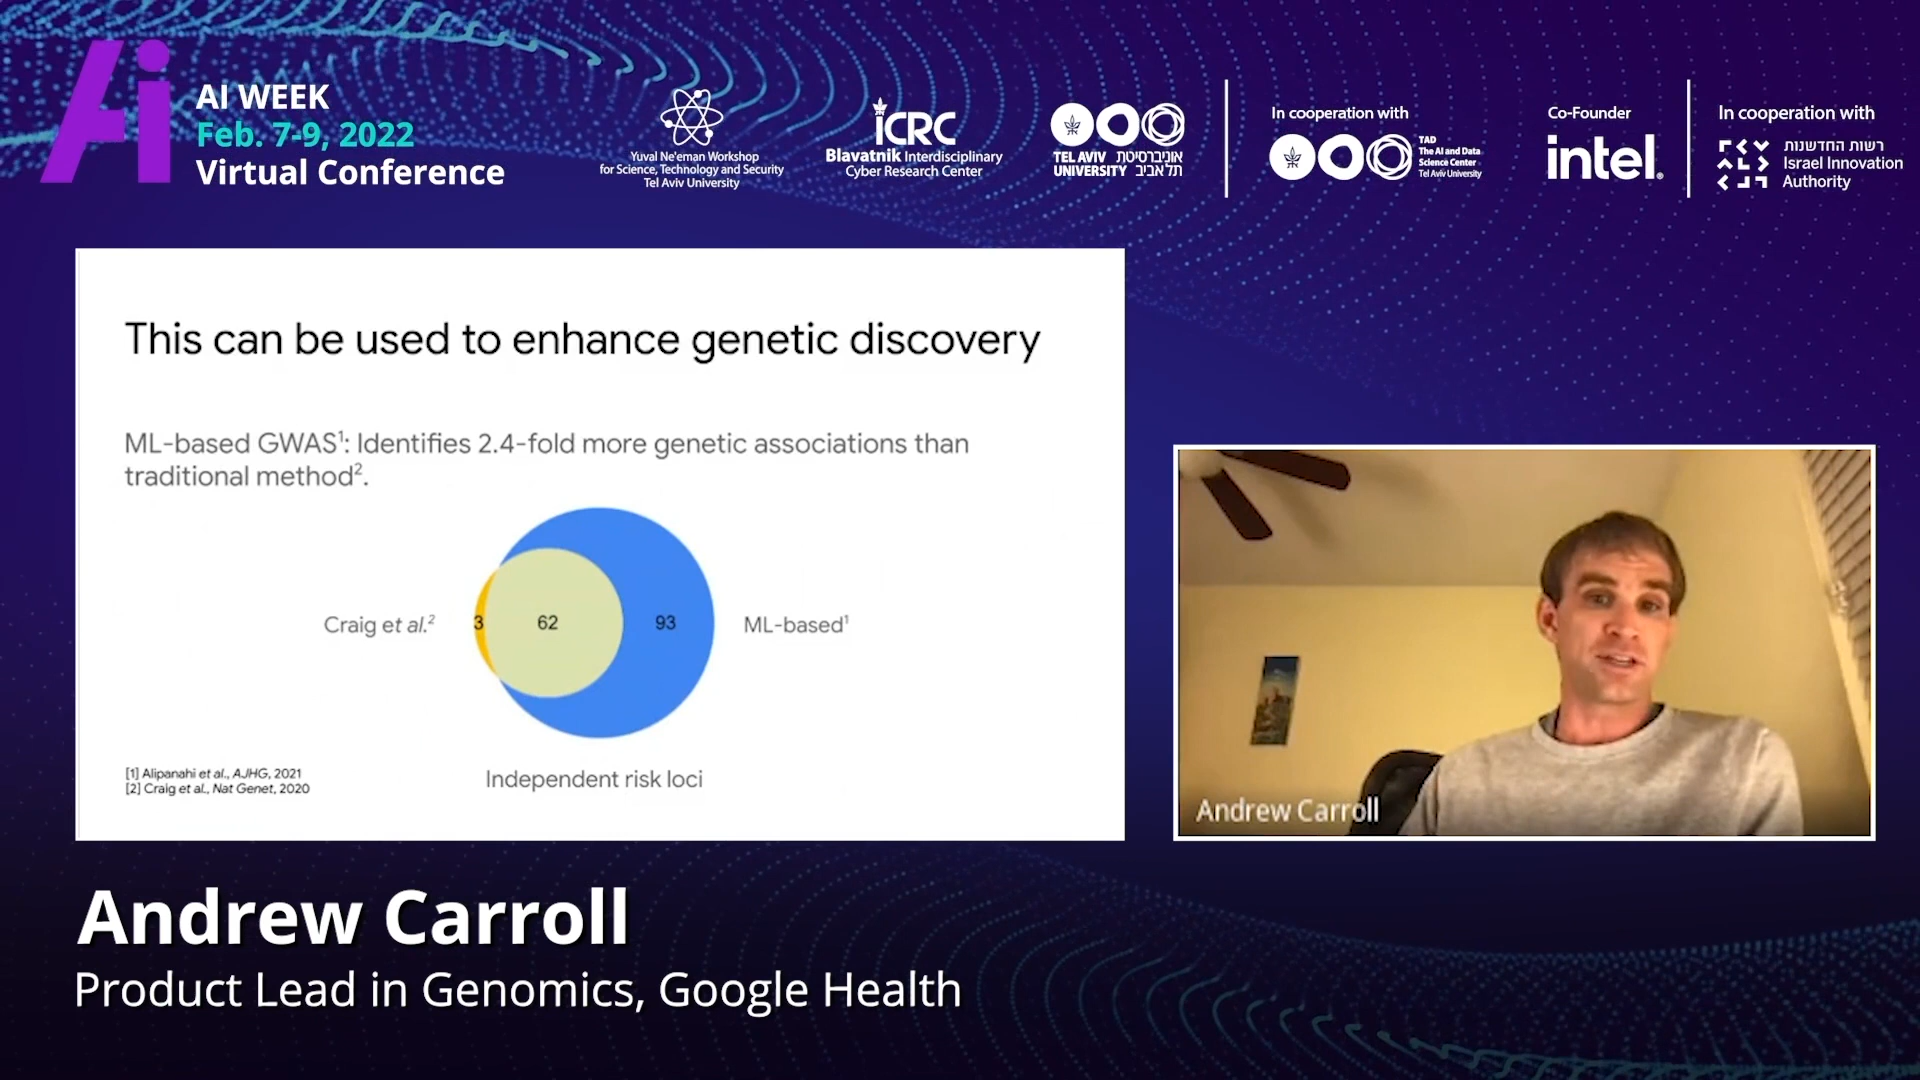 Ai
AI WEEK
Feb. 7-9, 2022
Virtual Conference
Yuval Ne'eman Workshop
for Science, Technology and Security
Tel Aviv University
iCRC
Blavatnik Interdisciplinary
Cyber Research Center
TEL AVIV אוניברסיטת
UNIVERSITY תל אביב
In cooperation with
TAD
The AI and Data
Science Center
Tel Aviv University
Co-Founder
intel.
In cooperation with
רשות החדשנות
Israel Innovation
Authority
This can be used to enhance genetic discovery
ML-based GWAS¹: Identifies 2.4-fold more genetic associations than
traditional method².
Craig et al.² 3 62 93 ML-based¹
Independent risk loci
[1] Alipanahi et al., AJHG, 2021
[2] Craig et al., Nat Genet, 2020
Andrew Carroll
Andrew Carroll
Product Lead in Genomics, Google Health